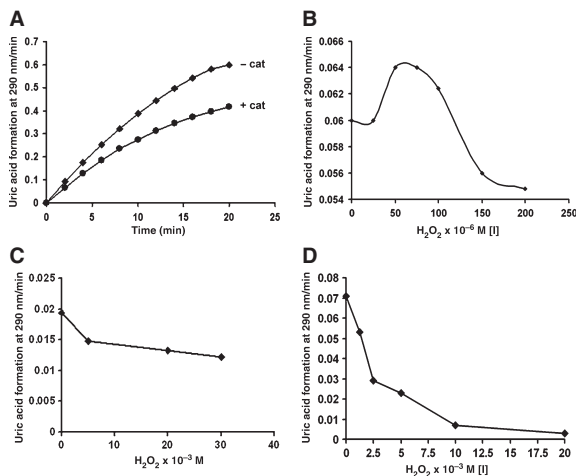 A
Uric acid formation at 290 nm/min
0.7
0.6
0.5
0.4
0.3
0.2
0.1
0
0 5 10 15 20 25
Time (min)
– cat
+ cat
B
Uric acid formation at 290 nm/min
0.066
0.064
0.062
0.06
0.058
0.056
0.054
0 50 100 150 200 250
H₂O₂ x 10⁻⁶ M [I]
C
Uric acid formation at 290 nm/min
0.025
0.02
0.015
0.01
0.005
0
0 10 20 30 40
H₂O₂ x 10⁻³ M
D
Uric acid formation at 290 nm/min
0.08
0.07
0.06
0.05
0.04
0.03
0.02
0.01
0
0 2.5 5 7.5 10 12.5 15 17.5 20
H₂O₂ x 10⁻³ M [I]